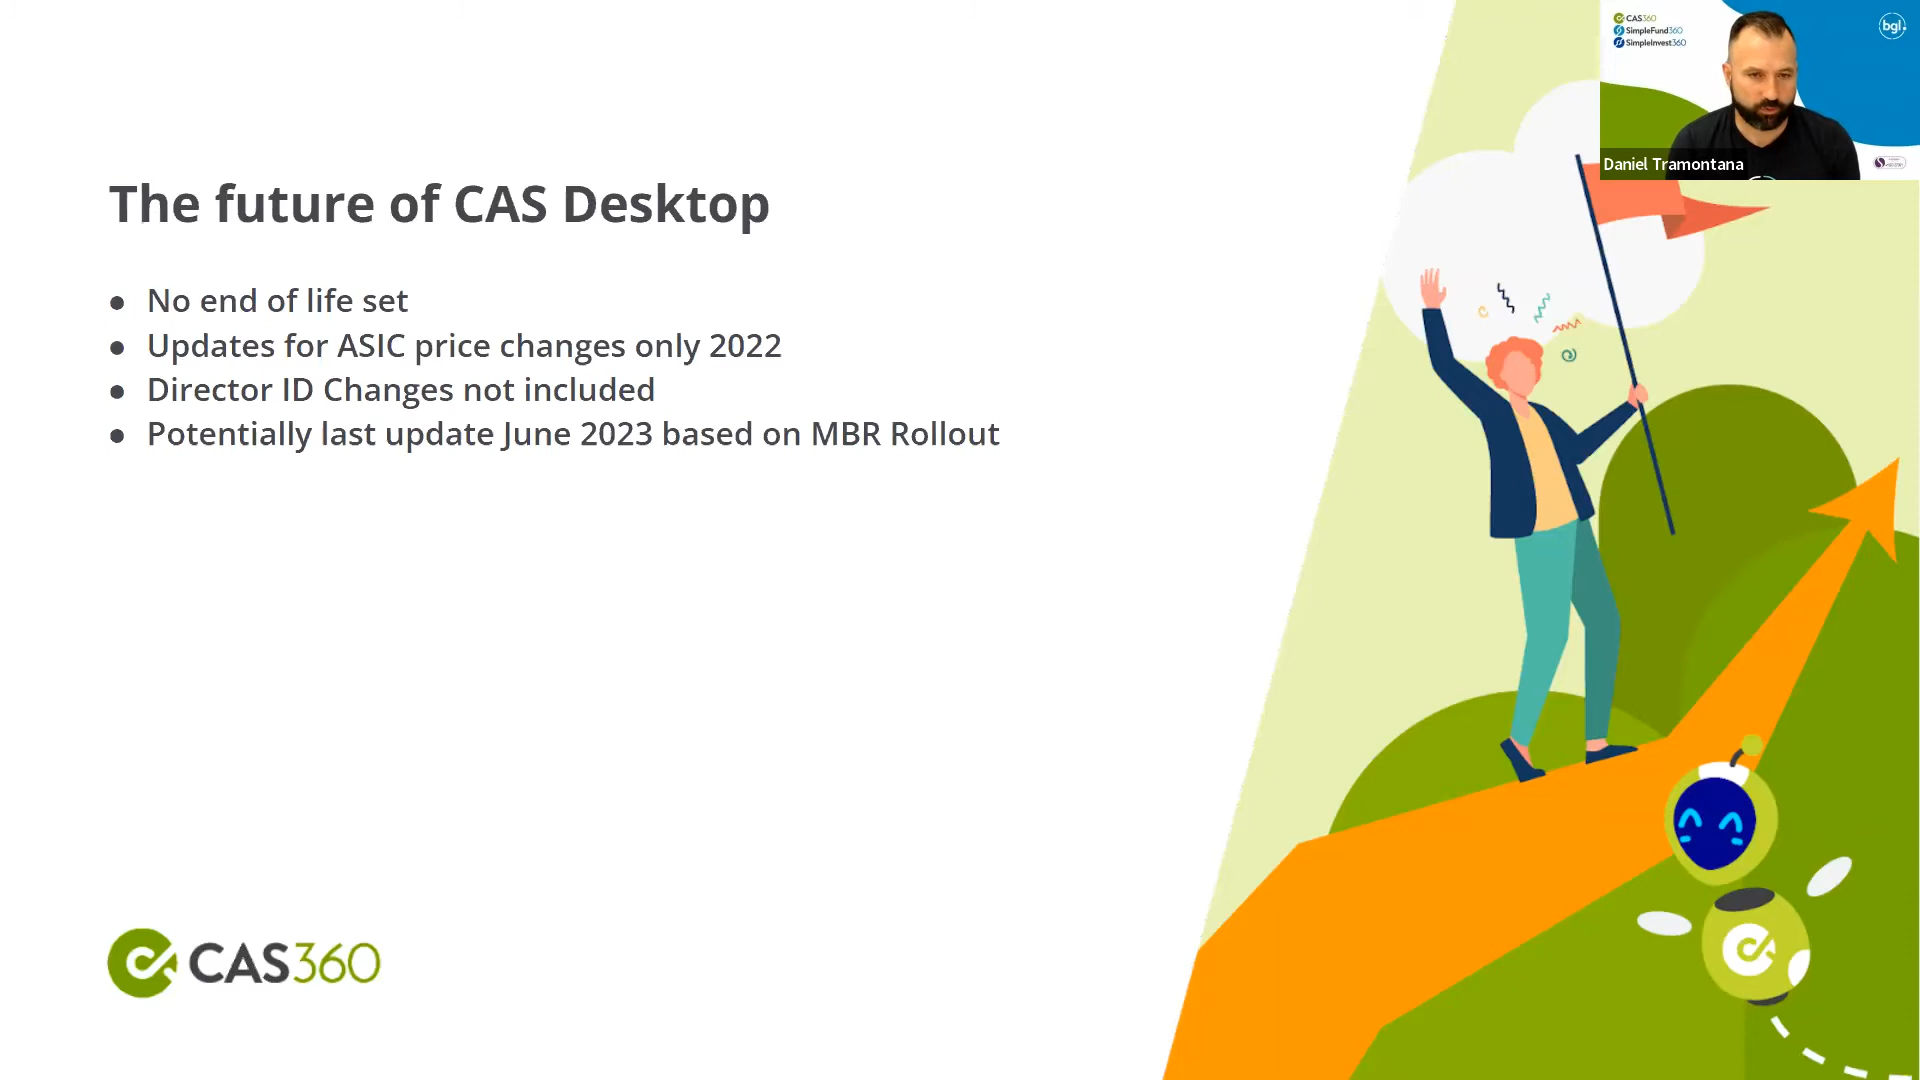 The future of CAS Desktop
● No end of life set
● Updates for ASIC price changes only 2022
● Director ID Changes not included
● Potentially last update June 2023 based on MBR Rollout
CAS360
CAS360
SimpleFund360
SimpleInvest360
bgl.
Daniel Tramontana